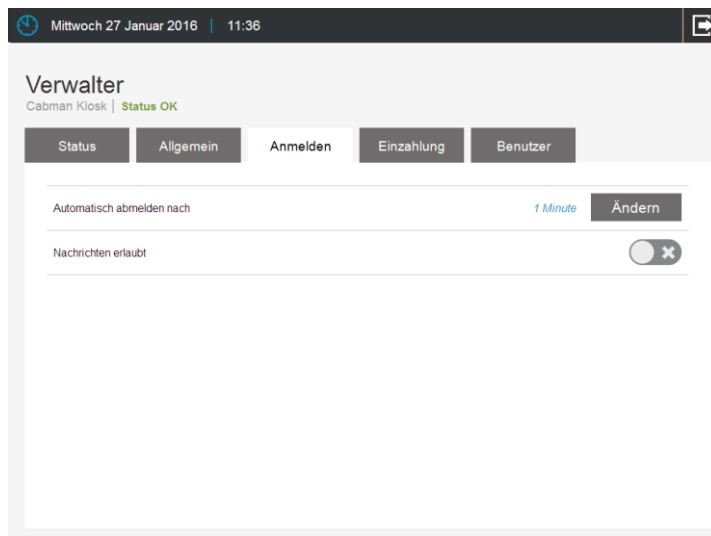 Mittwoch 27 Januar 2016 | 11:36
Verwalter
Cabman Kiosk | Status OK
Status Allgemein Anmelden Einzahlung Benutzer
Automatisch abmelden nach 1 Minute Ändern
Nachrichten erlaubt